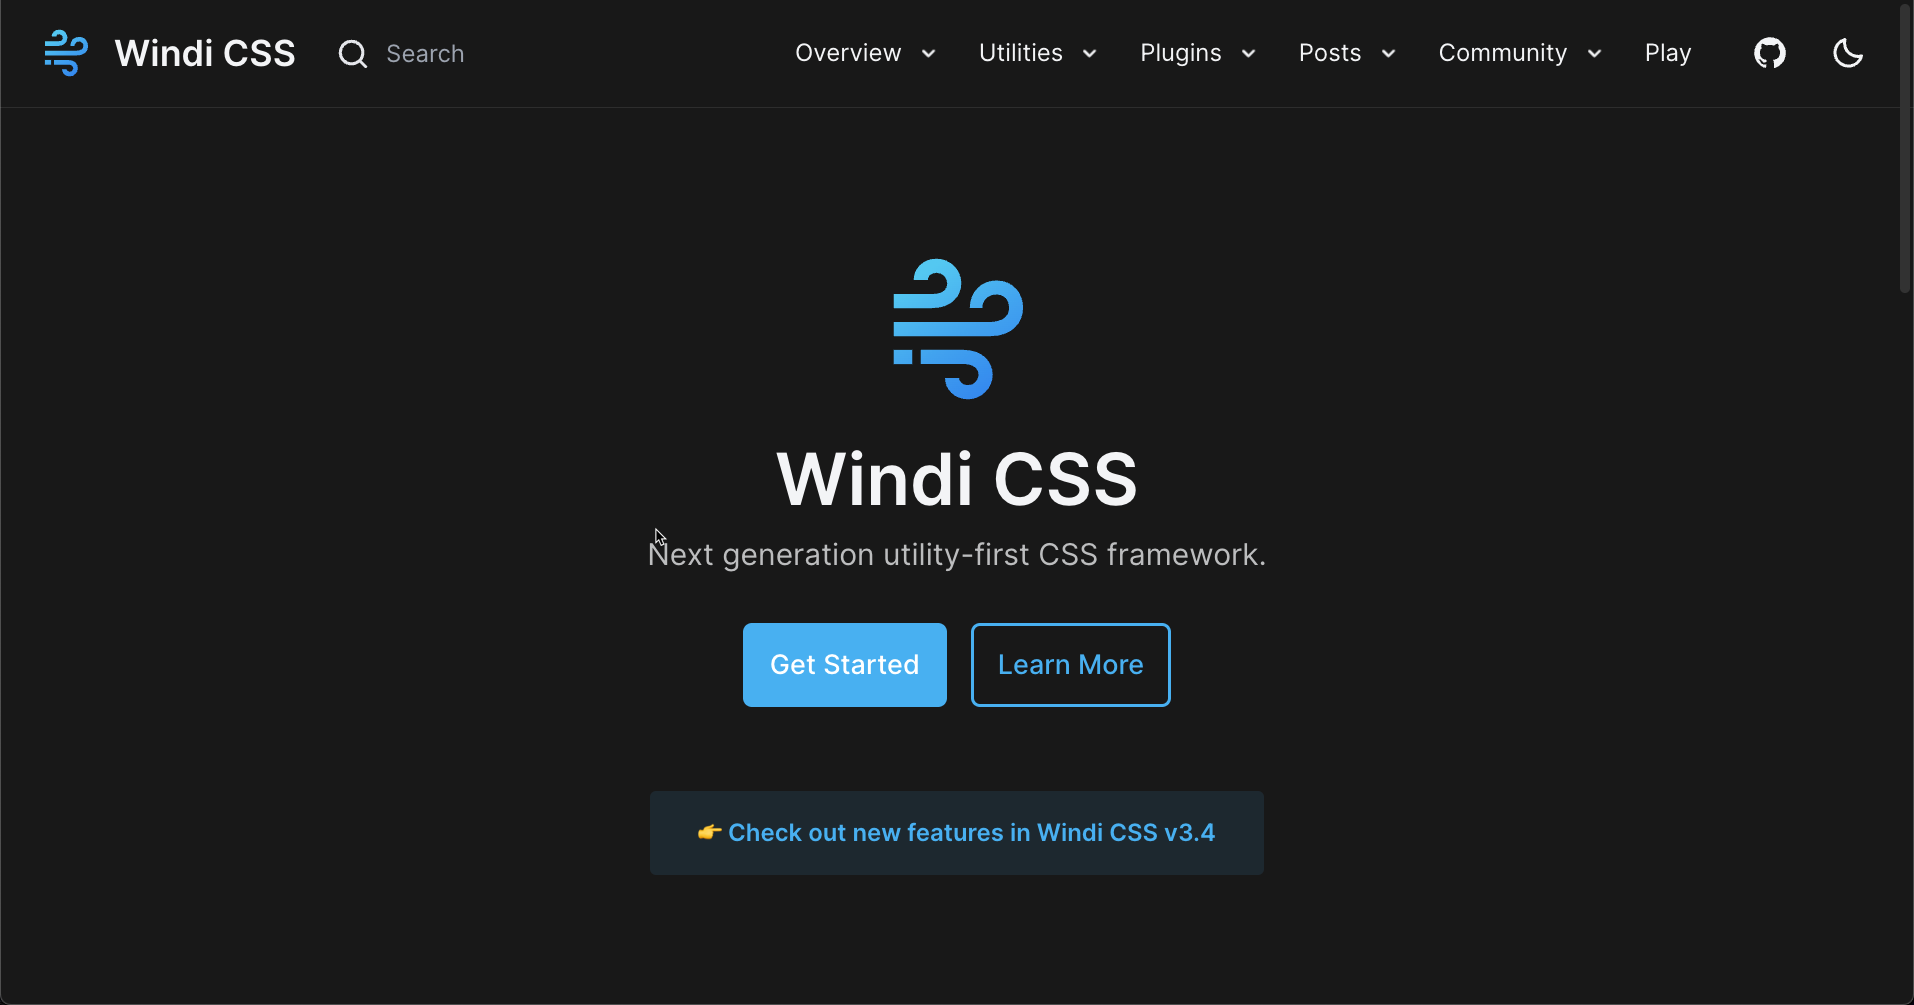 Windi CSS
Search
Overview
Utilities
Plugins
Posts
Community
Play
Windi CSS
Next generation utility-first CSS framework.
Get Started
Learn More
👉 Check out new features in Windi CSS v3.4